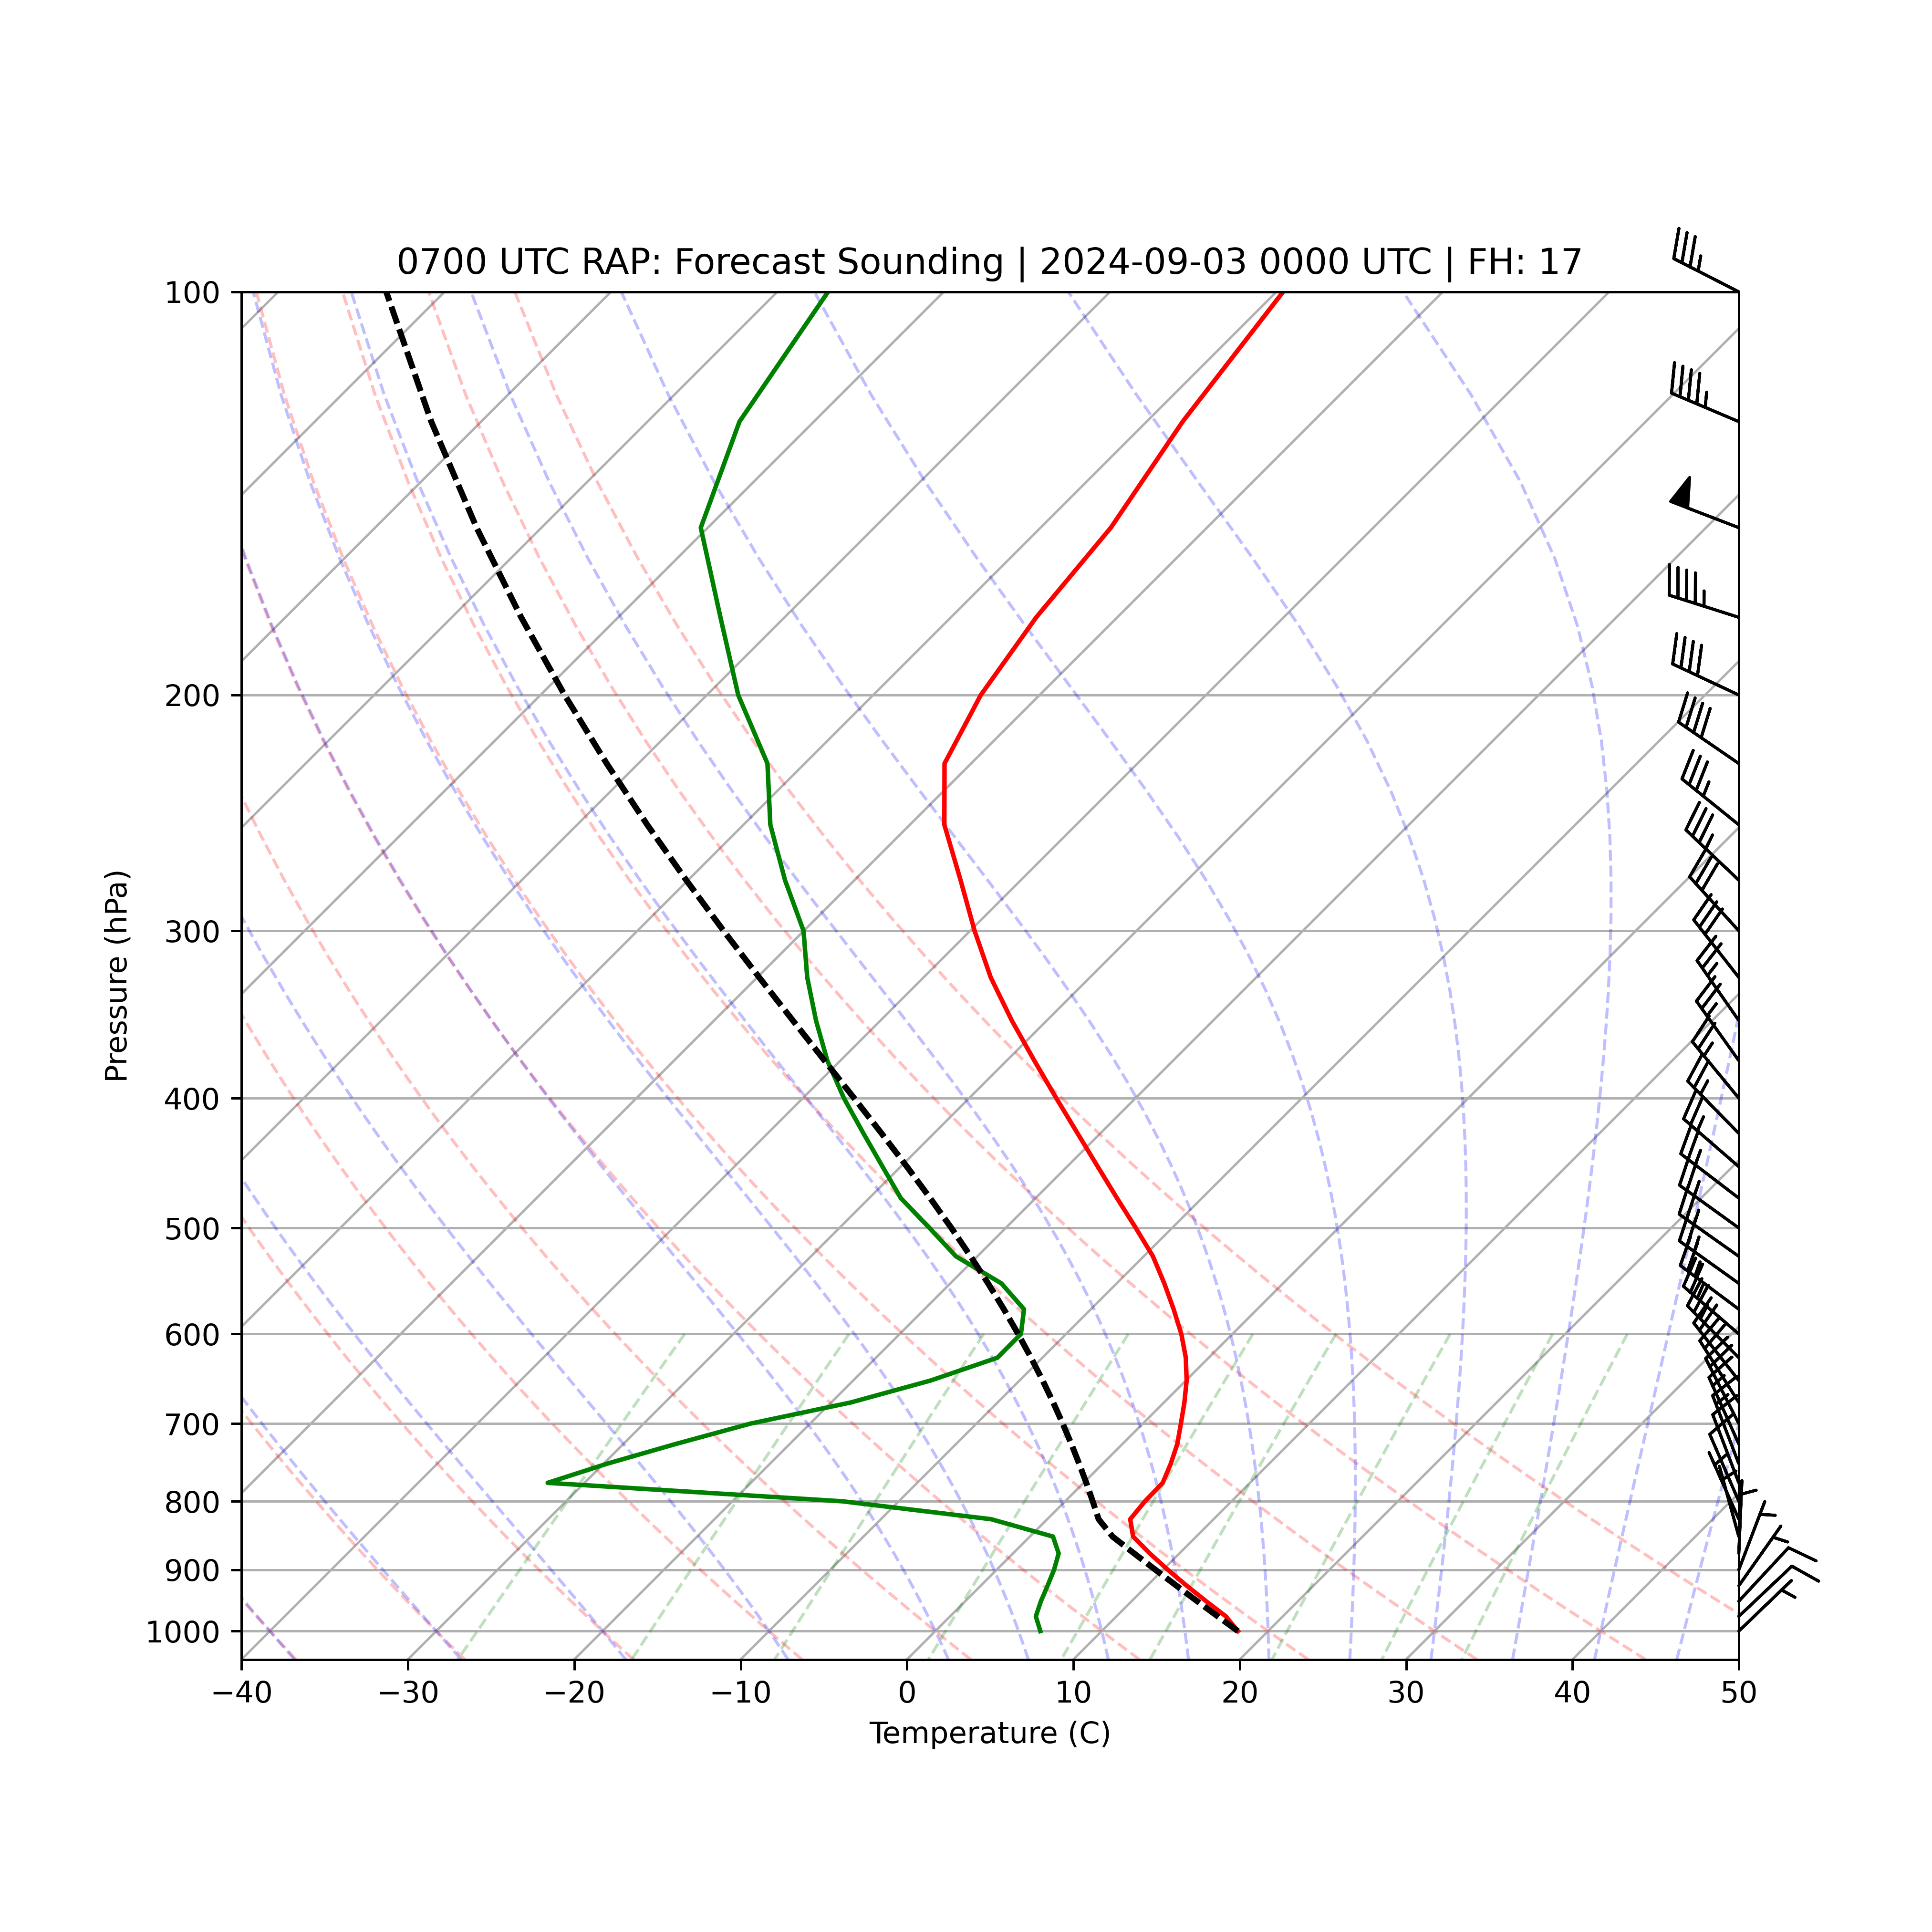 0700 UTC RAP: Forecast Sounding | 2024-09-03 0000 UTC | FH: 17
100
200
300
400
500
600
700
800
900
1000
Pressure (hPa)
−40 −30 −20 −10 0 10 20 30 40 50
Temperature (C)